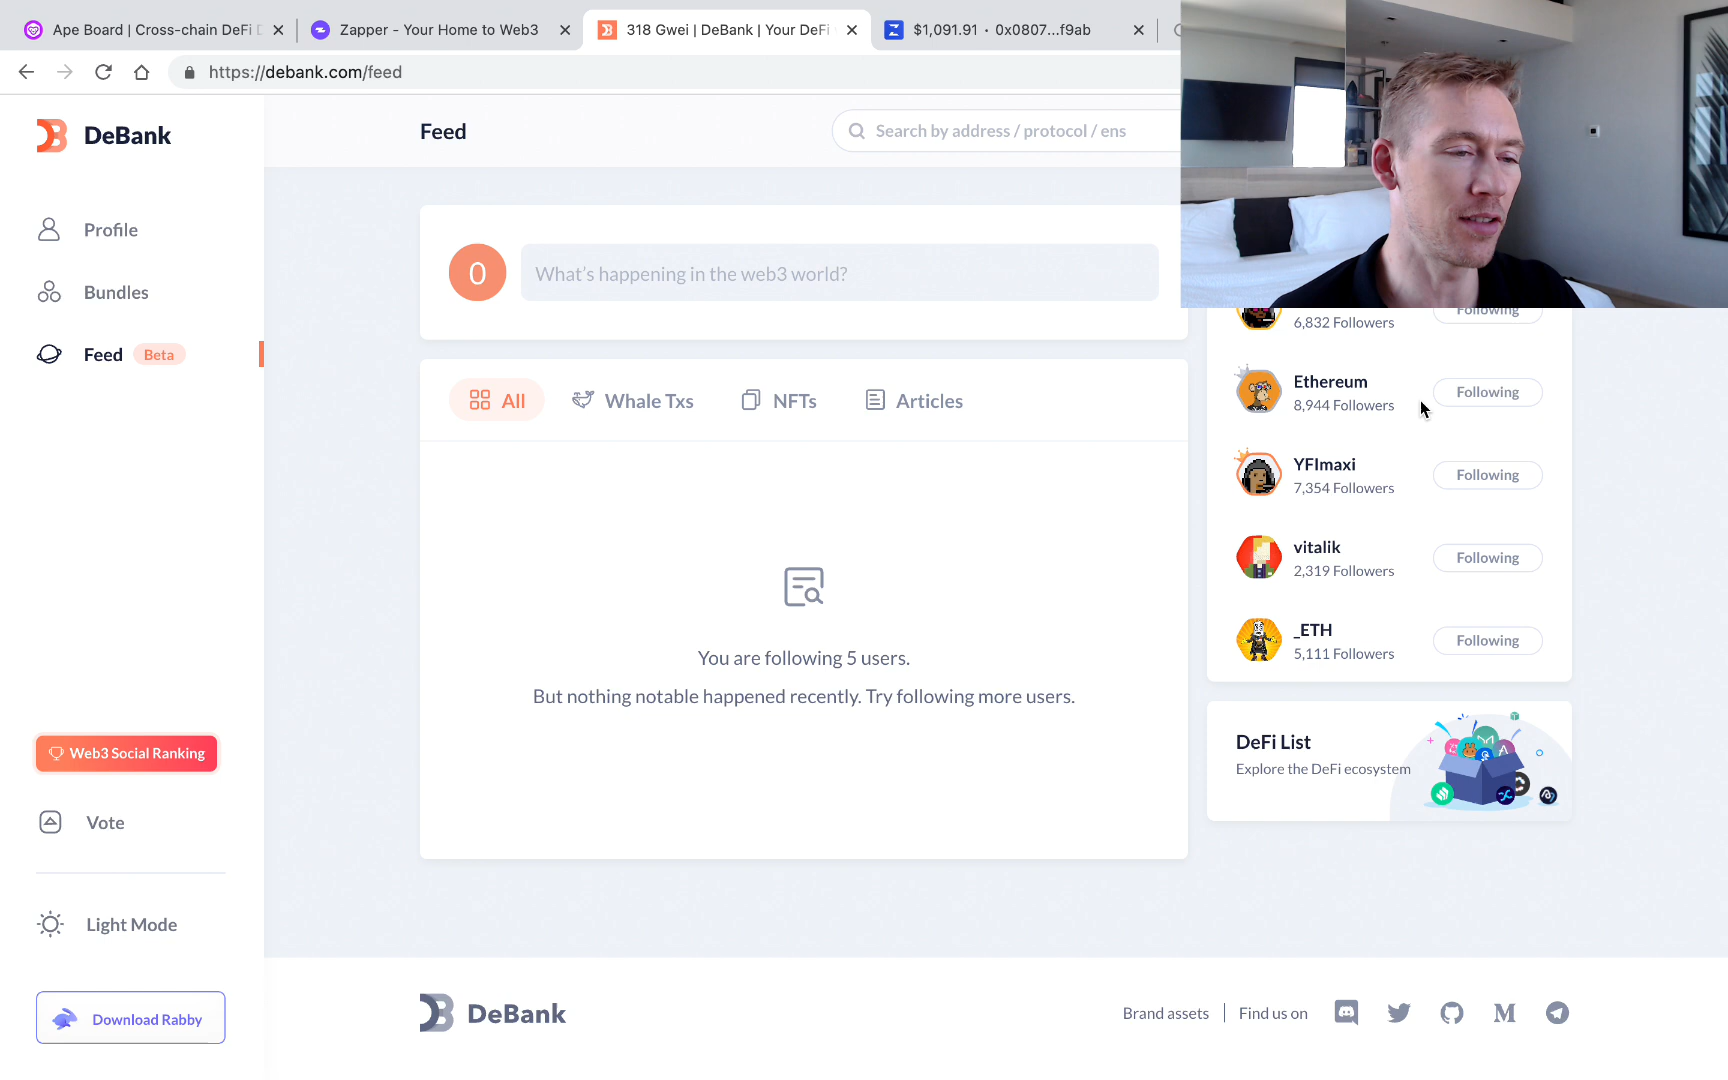 Ape Board | Cross-chain DeFi D
Zapper - Your Home to Web3
318 Gwei | DeBank | Your DeFi
$1,091.91 · 0x0807...f9ab
https://debank.com/feed
DeBank
Feed
Search by address / protocol / ens
Profile
Bundles
Feed Beta
0
What's happening in the web3 world?
All
Whale Txs
NFTs
Articles
You are following 5 users.
But nothing notable happened recently. Try following more users.
6,832 Followers
Following
Ethereum
8,944 Followers
Following
YFImaxi
7,354 Followers
Following
vitalik
2,319 Followers
Following
_ETH
5,111 Followers
Following
DeFi List
Explore the DeFi ecosystem
Web3 Social Ranking
Vote
Light Mode
Download Rabby
DeBank
Brand assets
Find us on